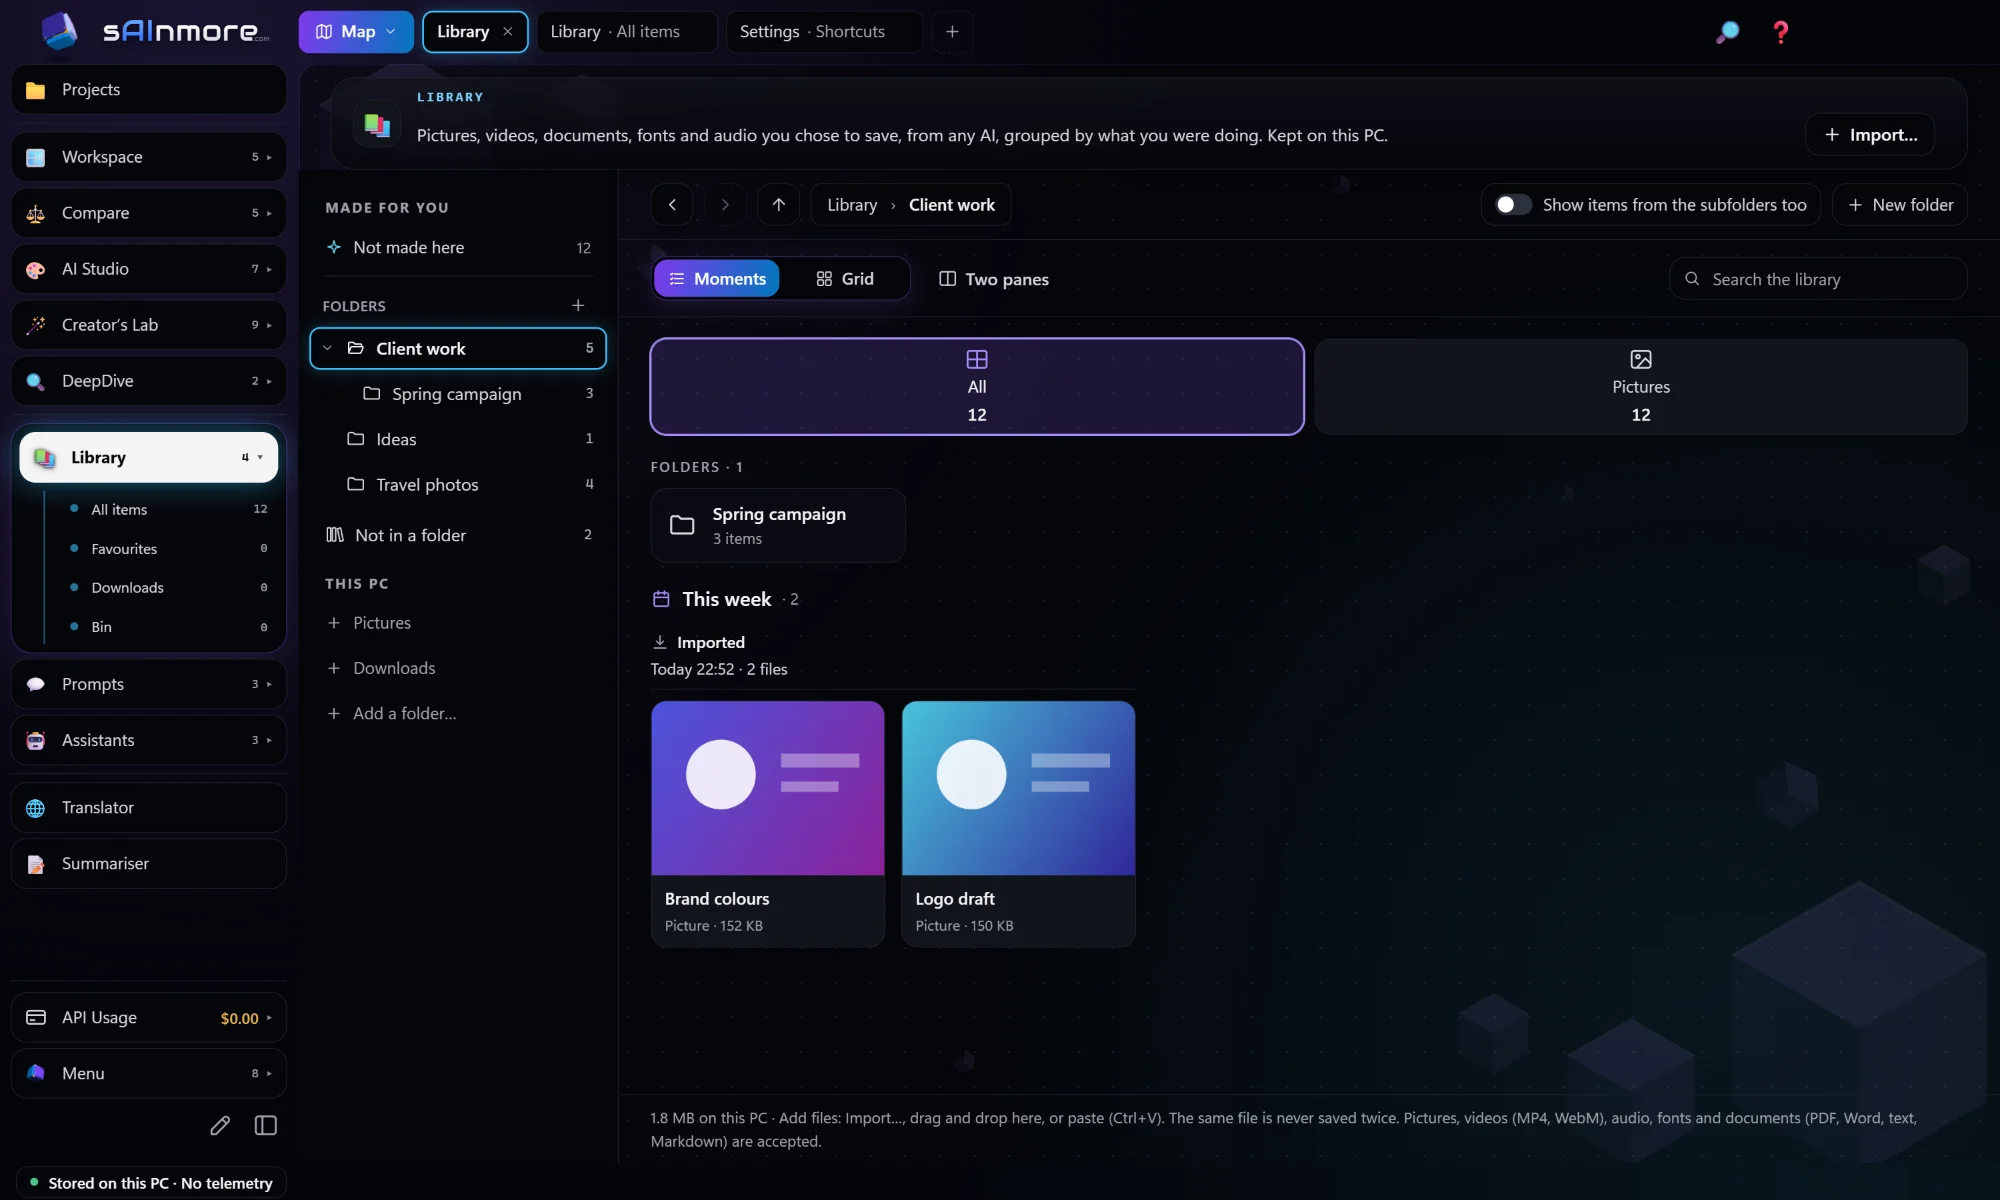 sAInmore.com
Map
Library
Library · All items
Settings · Shortcuts
Projects
Workspace 5
Compare 5
AI Studio 7
Creator's Lab 9
DeepDive 2
Library 4
All items 12
Favourites 0
Downloads 0
Bin 0
Prompts 3
Assistants 3
Translator
Summariser
API Usage $0.00
Menu 8
Stored on this PC · No telemetry
LIBRARY
Pictures, videos, documents, fonts and audio you chose to save, from any AI, grouped by what you were doing. Kept on this PC.
Import...
MADE FOR YOU
Not made here 12
FOLDERS
Client work 5
Spring campaign 3
Ideas 1
Travel photos 4
Not in a folder 2
THIS PC
Pictures
Downloads
Add a folder...
Library › Client work
Show items from the subfolders too
New folder
Moments
Grid
Two panes
Search the library
All
12
Pictures
12
FOLDERS · 1
Spring campaign
3 items
This week · 2
Imported
Today 22:52 · 2 files
Brand colours
Picture · 152 KB
Logo draft
Picture · 150 KB
1.8 MB on this PC · Add files: Import..., drag and drop here, or paste (Ctrl+V). The same file is never saved twice. Pictures, videos (MP4, WebM), audio, fonts and documents (PDF, Word, text,
Markdown) are accepted.